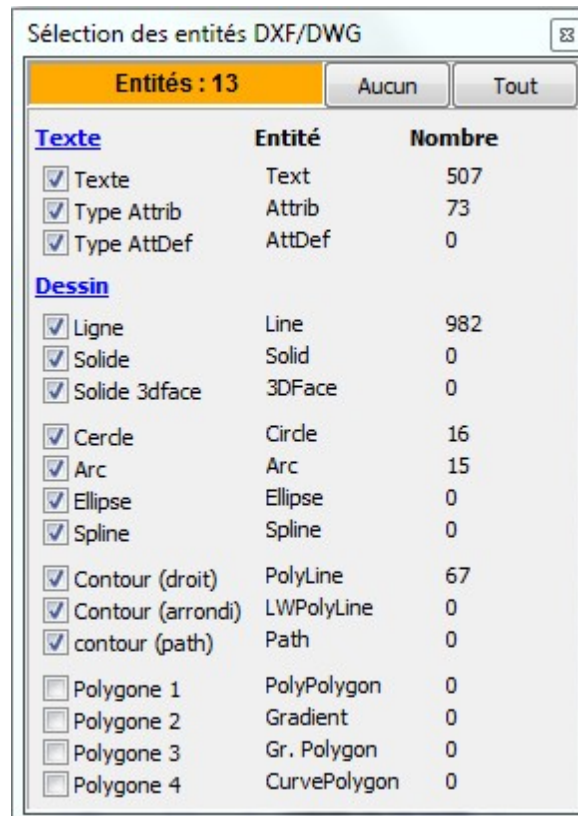 Sélection des entités DXF/DWG
Entités : 13 Aucun Tout
Texte Entité Nombre
Texte Text 507
Type Attrib Attrib 73
Type AttDef AttDef 0
Dessin
Ligne Line 982
Solide Solid 0
Solide 3dface 3DFace 0
Cercle Circle 16
Arc Arc 15
Ellipse Ellipse 0
Spline Spline 0
Contour (droit) PolyLine 67
Contour (arrondi) LWPolyLine 0
contour (path) Path 0
Polygone 1 PolyPolygon 0
Polygone 2 Gradient 0
Polygone 3 Gr. Polygon 0
Polygone 4 CurvePolygon 0